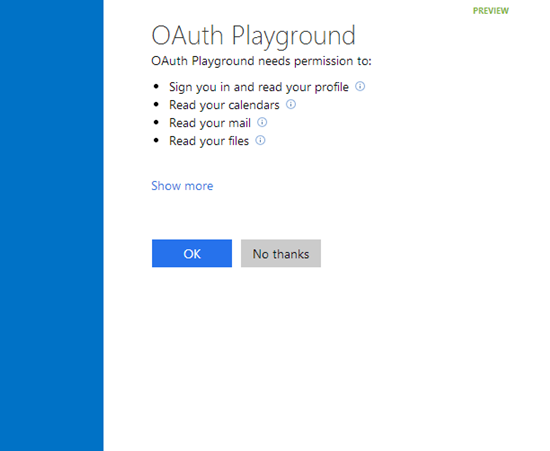 PREVIEW
OAuth Playground
OAuth Playground needs permission to:
Sign you in and read your profile
Read your calendars
Read your mail
Read your files
Show more
OK
No thanks